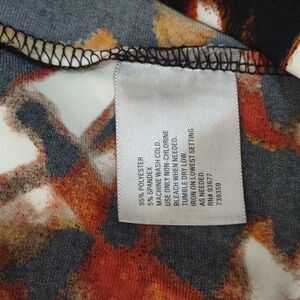 95% POLYESTER
5% SPANDEX
MACHINE WASH COLD.
USE ONLY NON-CHLORINE
BLEACH WHEN NEEDED.
TUMBLE DRY LOW.
IRON ON LOWEST SETTING
AS NEEDED.
RN# 93677
739359